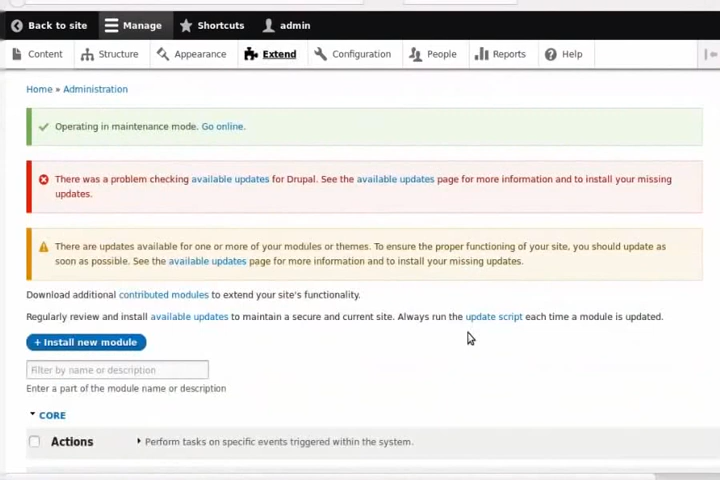 Back to site Manage Shortcuts admin
Content Structure Appearance Extend Configuration People Reports Help
Home » Administration
Operating in maintenance mode. Go online.
There was a problem checking available updates for Drupal. See the available updates page for more information and to install your missing
updates.
There are updates available for one or more of your modules or themes. To ensure the proper functioning of your site, you should update as
soon as possible. See the available updates page for more information and to install your missing updates.
Download additional contributed modules to extend your site's functionality.
Regularly review and install available updates to maintain a secure and current site. Always run the update script each time a module is updated.
+ Install new module
Filter by name or description
Enter a part of the module name or description
CORE
Actions Perform tasks on specific events triggered within the system.